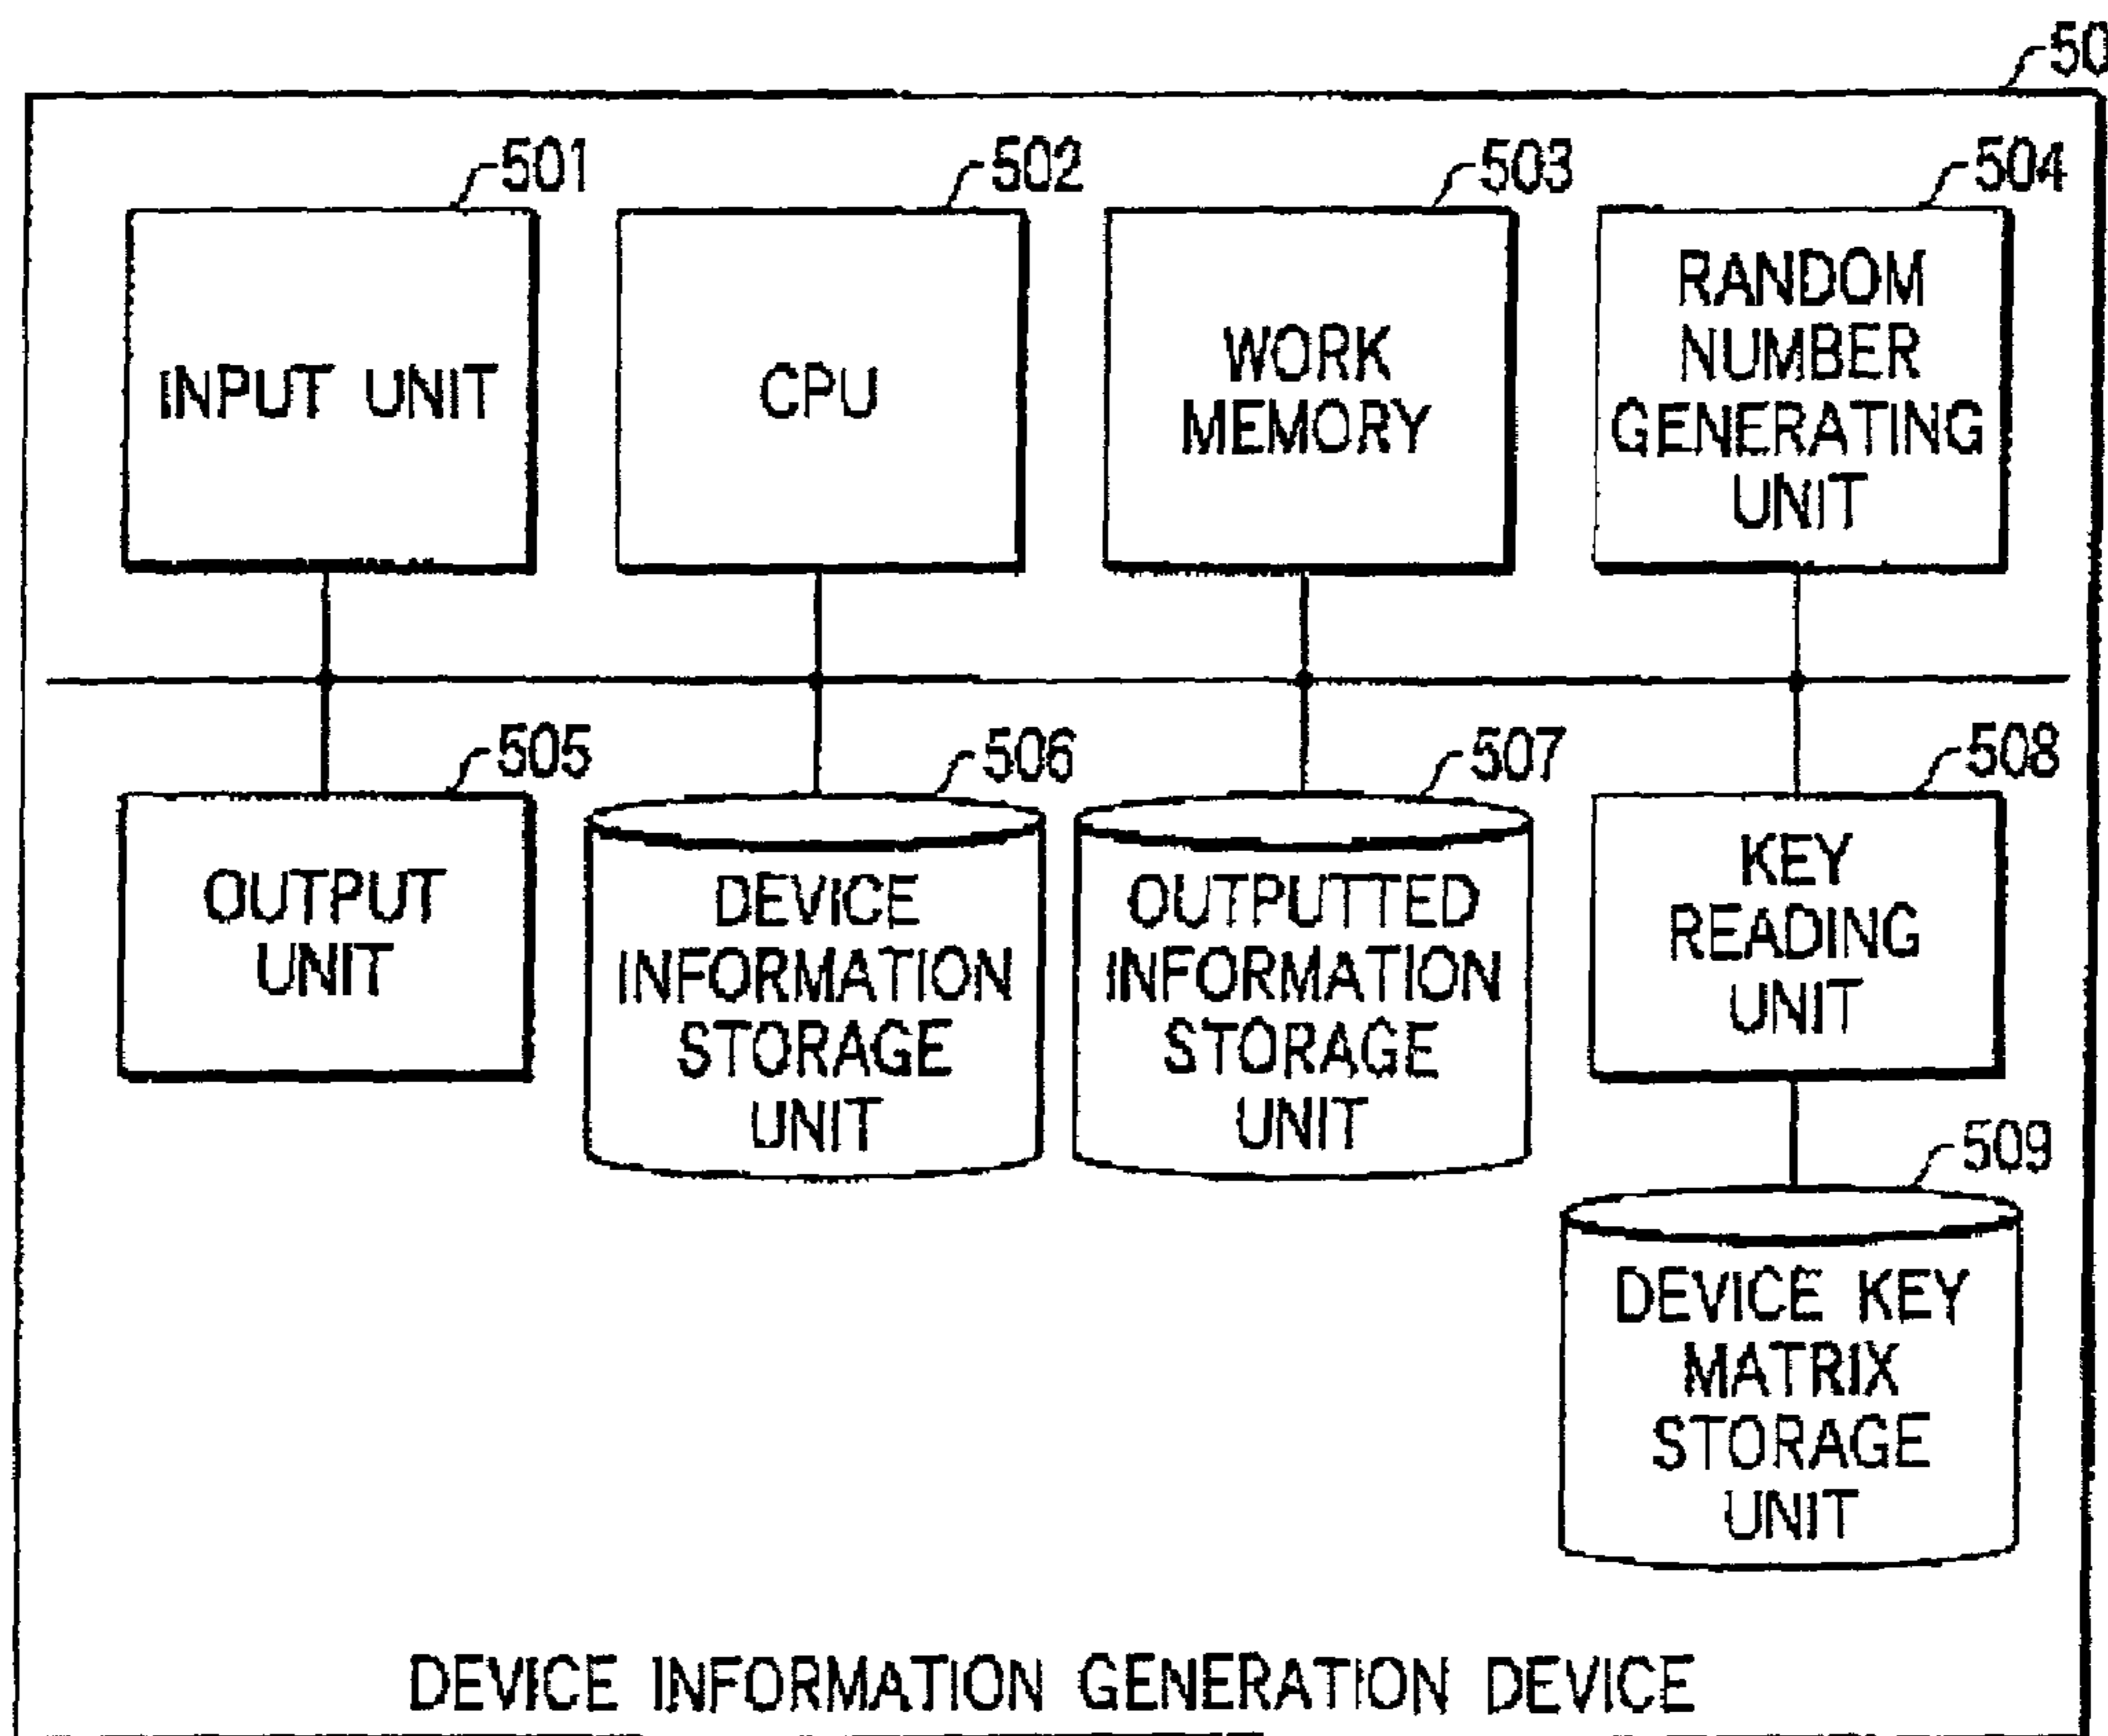 50
501
502
503
504
INPUT UNIT
CPU
WORK
MEMORY
RANDOM
NUMBER
GENERATING
UNIT
505
506
507
508
OUTPUT
UNIT
DEVICE
INFORMATION
STORAGE
UNIT
OUTPUTTED
INFORMATION
STORAGE
UNIT
KEY
READING
UNIT
509
DEVICE KEY
MATRIX
STORAGE
UNIT
DEVICE INFORMATION GENERATION DEVICE